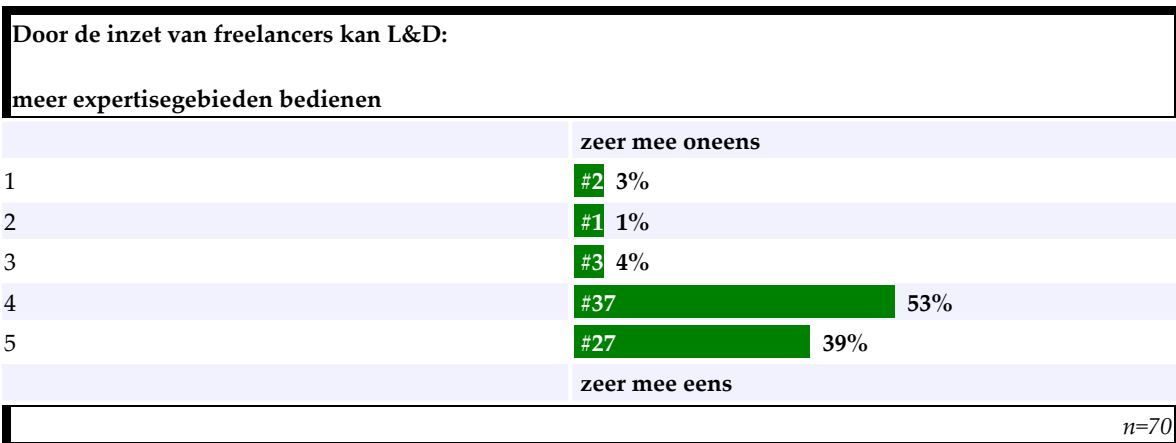 Door de inzet van freelancers kan L&D:
meer expertisegebieden bedienen
zeer mee oneens
1 #2 3%
2 #1 1%
3 #3 4%
4 #37 53%
5 #27 39%
zeer mee eens
n=70